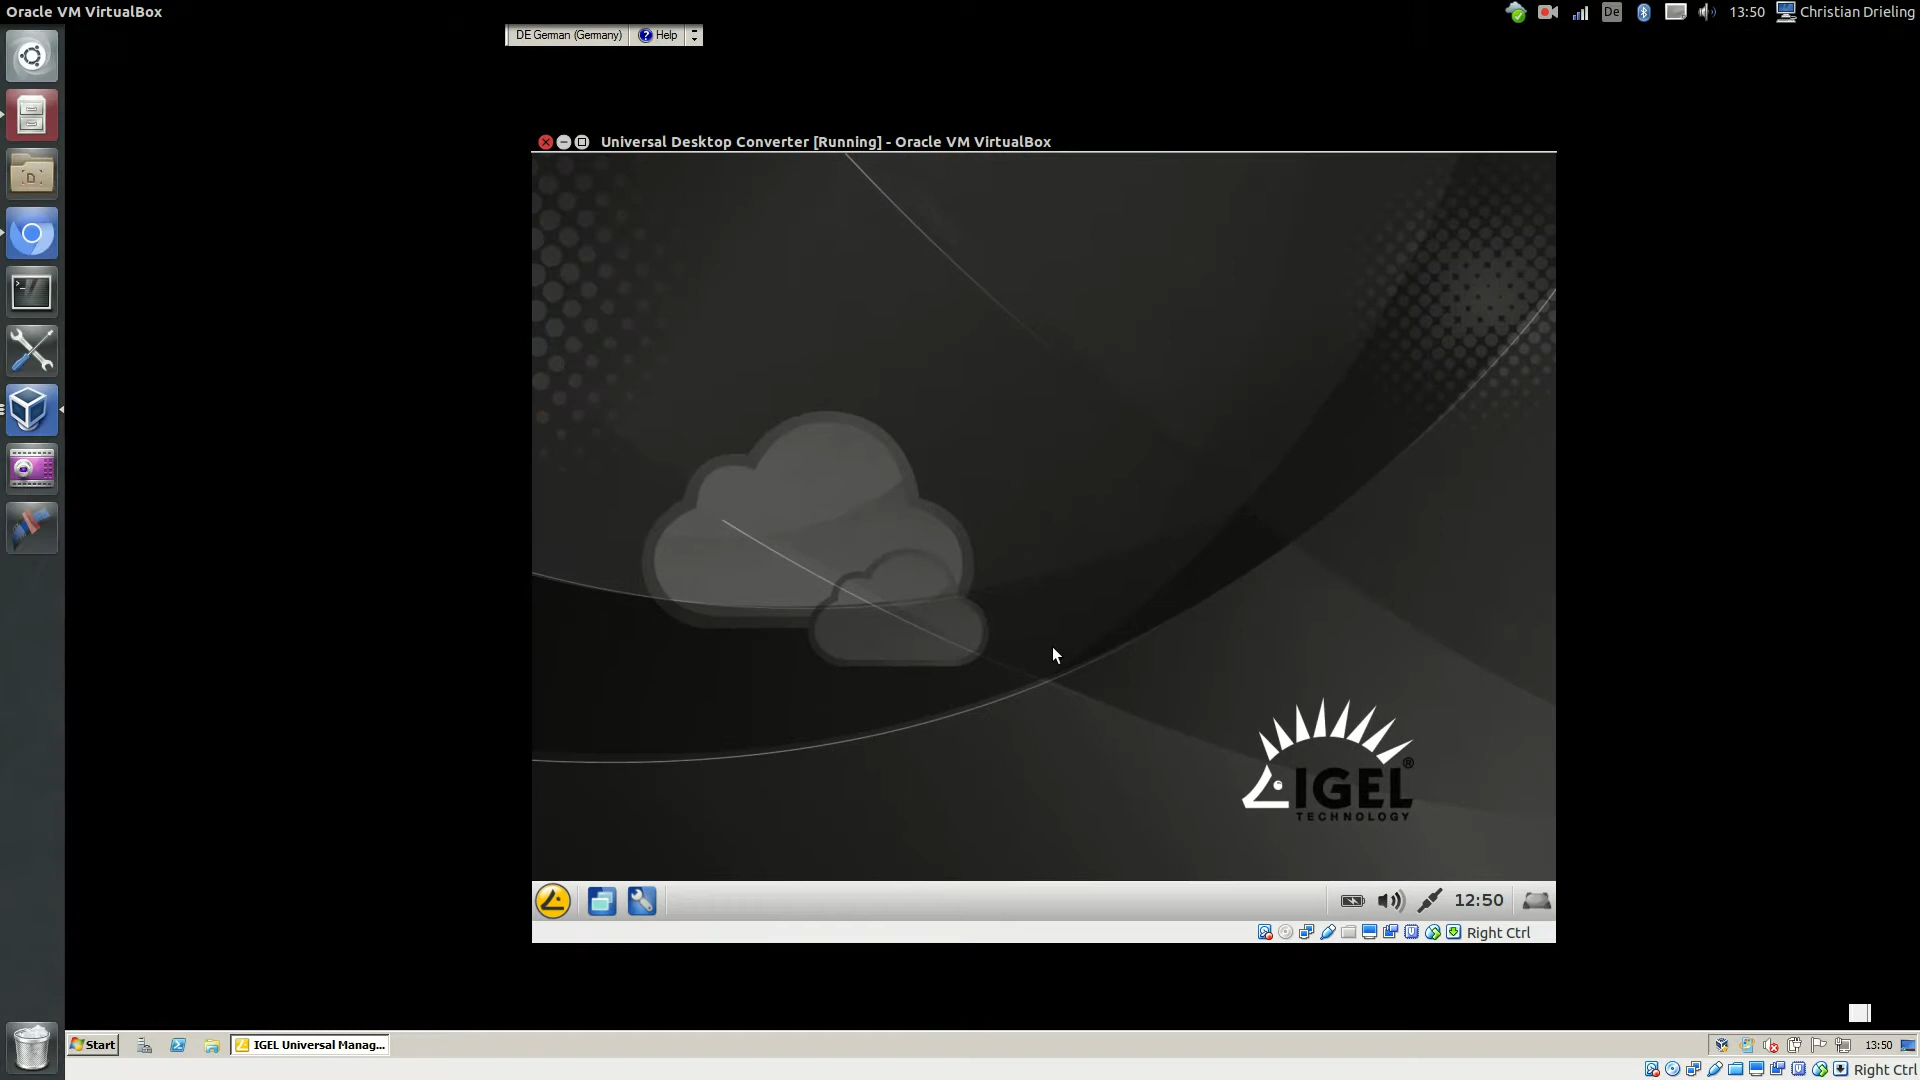 Oracle VM VirtualBox
De
13:50
Christian Drieling
DE German (Germany)
Help
Universal Desktop Converter [Running] - Oracle VM VirtualBox
IGEL®
TECHNOLOGY
12:50
Right Ctrl
Start
IGEL Universal Manag...
13:50
Right Ctrl